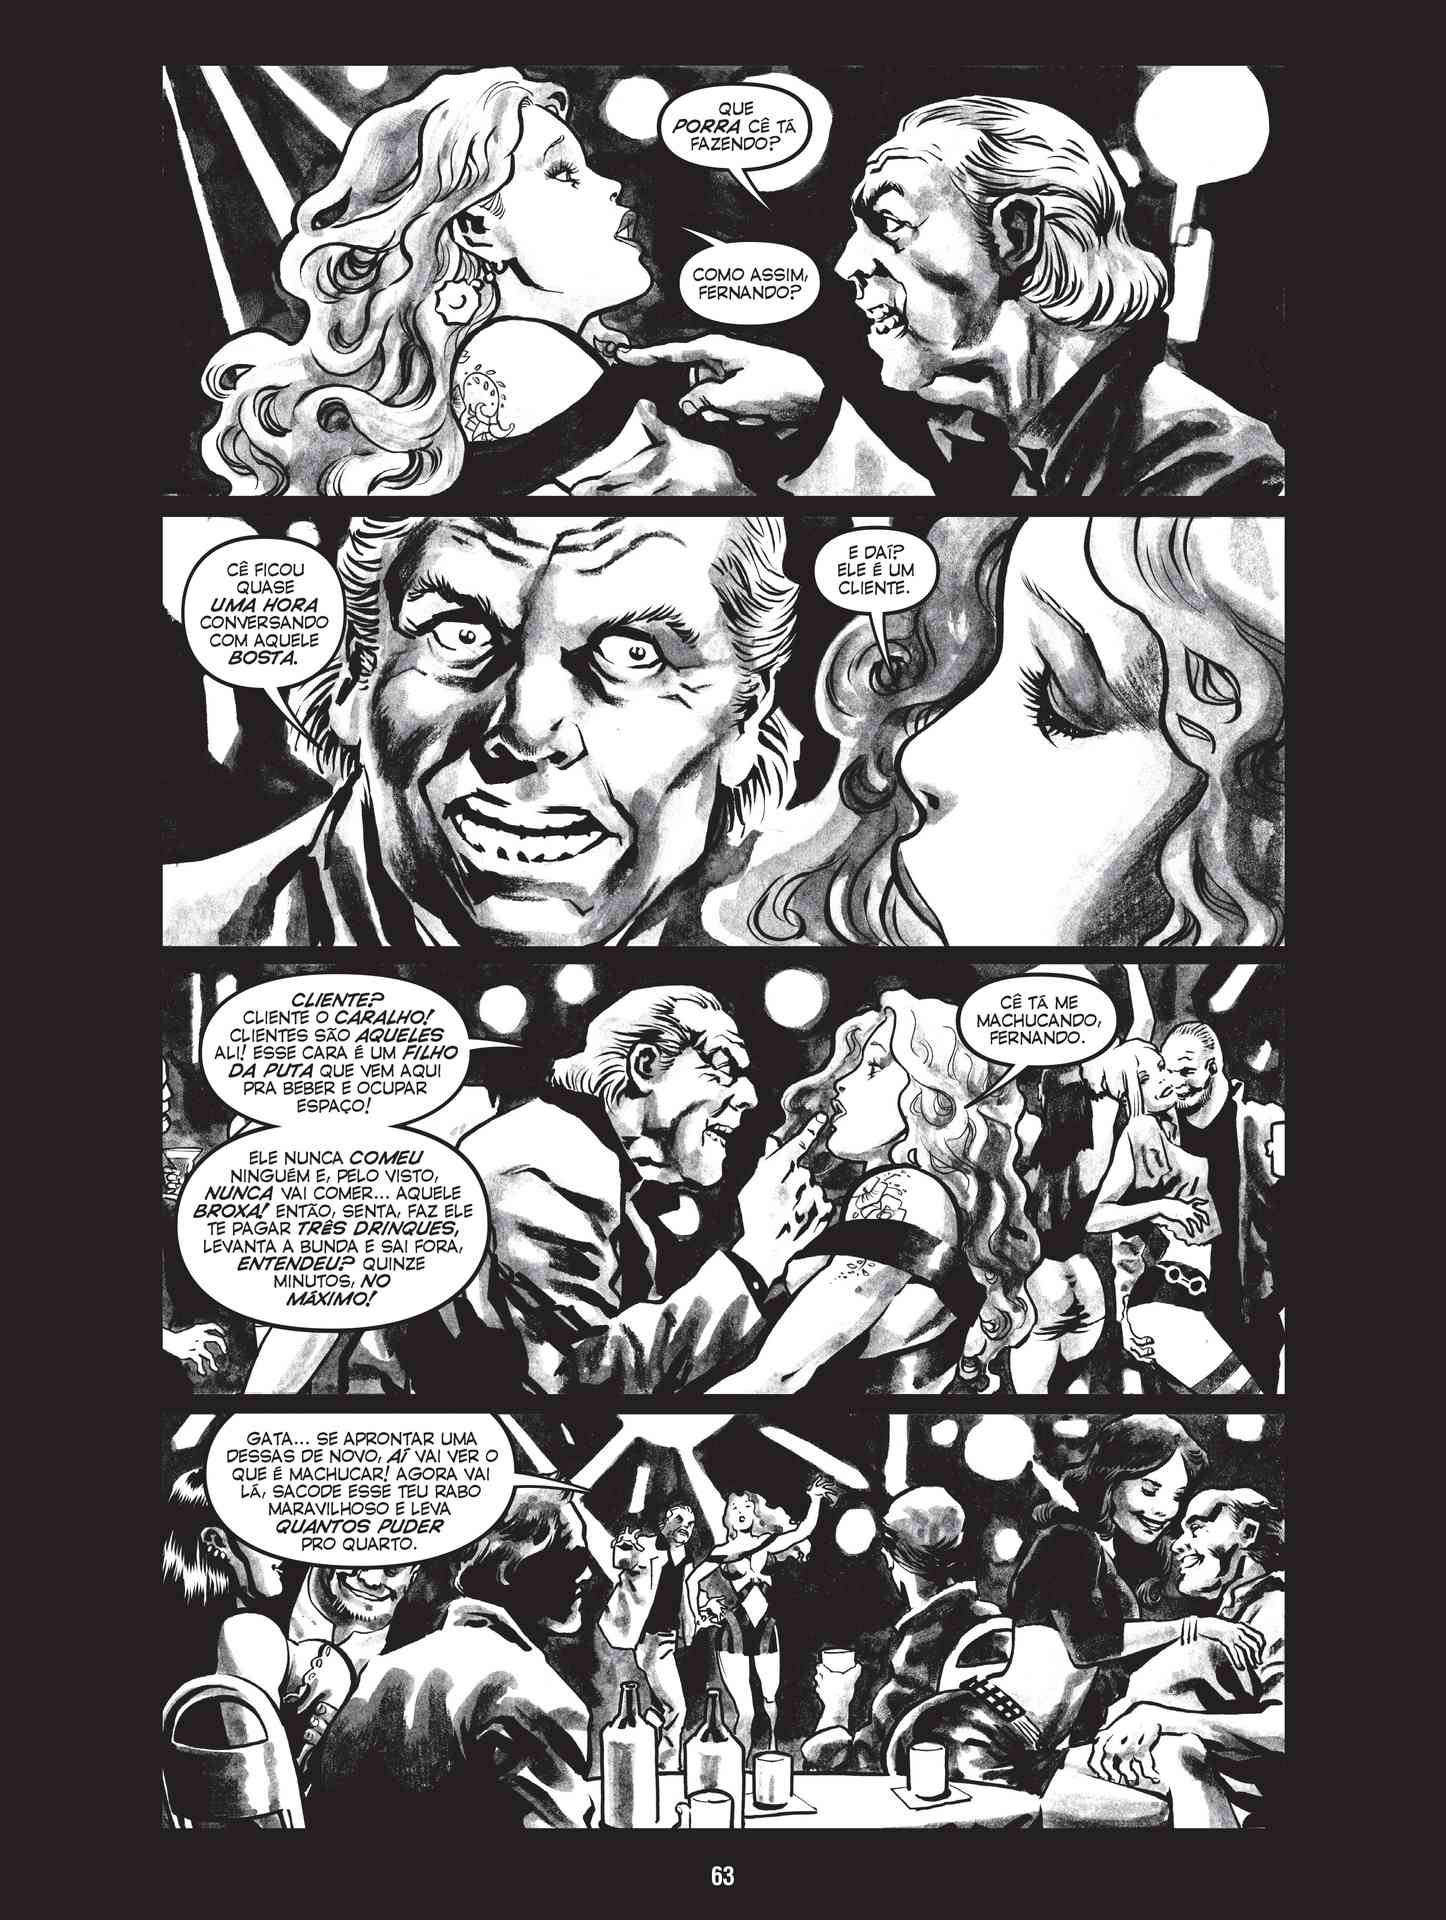 QUE
PORRA CÊ TÁ
FAZENDO?
COMO ASSIM,
FERNANDO?
CÊ FICOU
QUASE
UMA HORA
CONVERSANDO
COM AQUELE
BOSTA.
E DAÍ?
ELE É UM
CLIENTE.
CLIENTE?
CLIENTE O CARALHO!
CLIENTES SÃO AQUELES
ALI! ESSE CARA É UM FILHO
DA PUTA QUE VEM AQUI
PRA BEBER E OCUPAR
ESPAÇO!
ELE NUNCA COMEU
NINGUÉM E, PELO VISTO,
NUNCA VAI COMER... AQUELE
BROXA! ENTÃO, SENTA, FAZ ELE
TE PAGAR TRÊS DRINQUES,
LEVANTA A BUNDA E SAI FORA,
ENTENDEU? QUINZE
MINUTOS, NO
MÁXIMO!
CÊ TÁ ME
MACHUCANDO,
FERNANDO.
GATA... SE APRONTAR UMA
DESSAS DE NOVO, AÍ VAI VER O
QUE É MACHUCAR! AGORA VAI
LÁ, SACODE ESSE TEU RABO
MARAVILHOSO E LEVA
QUANTOS PUDER
PRO QUARTO.
63